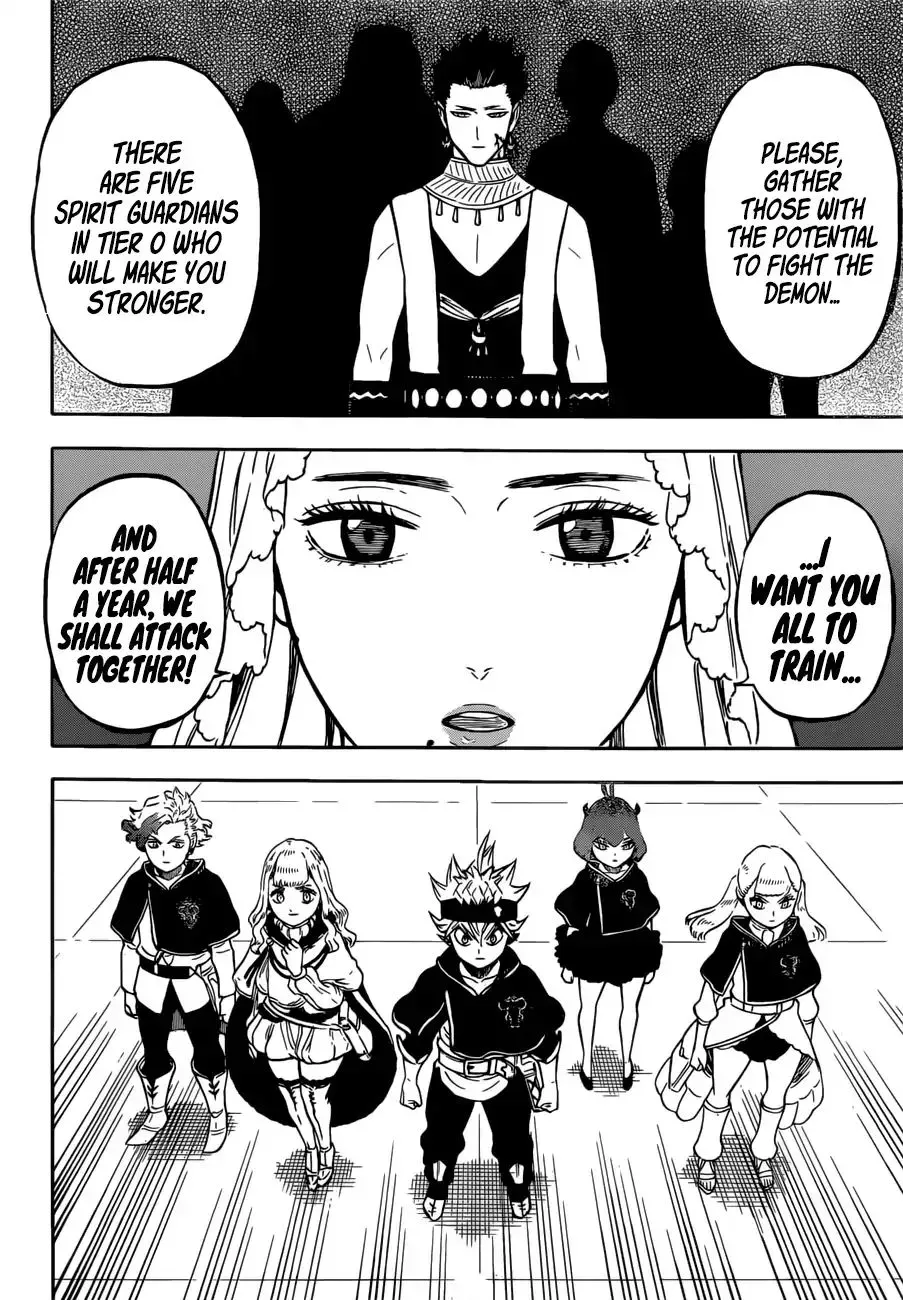 PLEASE,
GATHER
THOSE WITH
THE POTENTIAL
TO FIGHT THE
DEMON...
THERE
ARE FIVE
SPIRIT GUARDIANS
IN TIER 0 WHO
WILL MAKE YOU
STRONGER.
...I
WANT YOU
ALL TO
TRAIN...
AND
AFTER HALF
A YEAR, WE
SHALL ATTACK
TOGETHER!